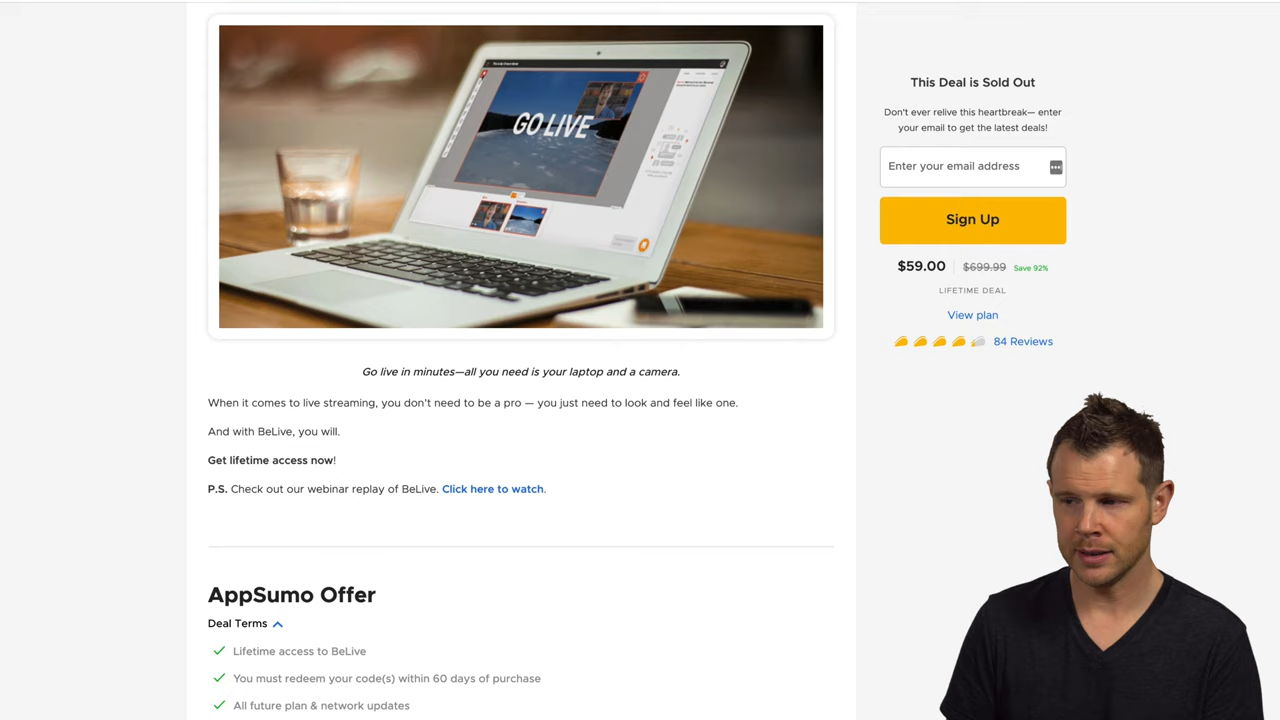 GO LIVE
Go live in minutes—all you need is your laptop and a camera.
When it comes to live streaming, you don't need to be a pro — you just need to look and feel like one.
And with BeLive, you will.
Get lifetime access now!
P.S. Check out our webinar replay of BeLive. Click here to watch.
AppSumo Offer
Deal Terms
Lifetime access to BeLive
You must redeem your code(s) within 60 days of purchase
All future plan & network updates
This Deal is Sold Out
Don't ever relive this heartbreak— enter
your email to get the latest deals!
Enter your email address
Sign Up
$59.00 $699.99 Save 92%
LIFETIME DEAL
View plan
84 Reviews